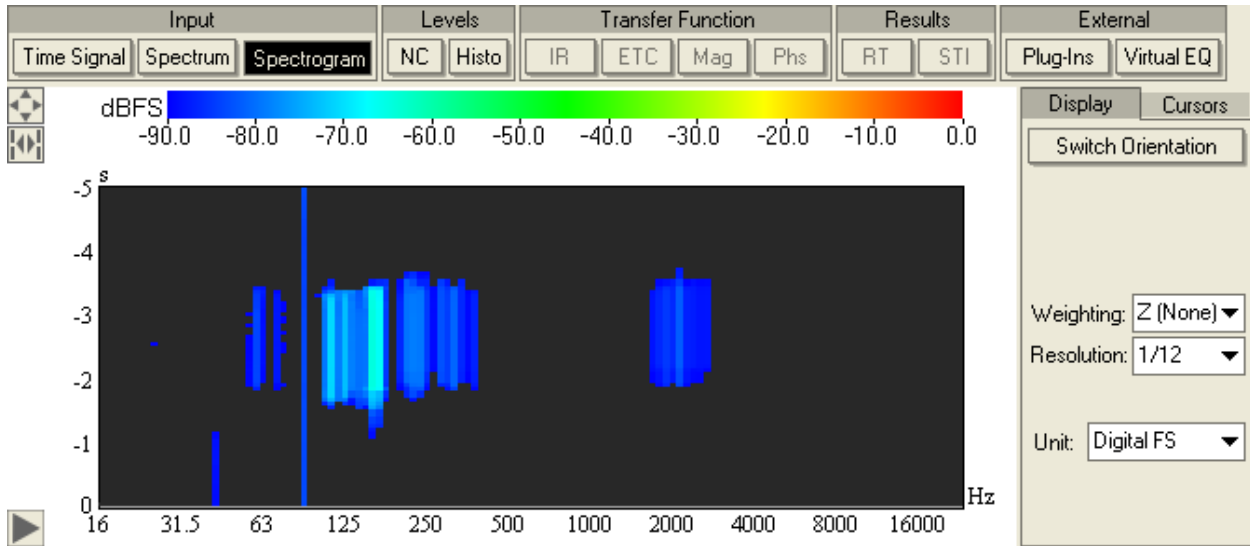 Input Levels Transfer Function Results External
Time Signal Spectrum Spectrogram NC Histo IR ETC Mag Phs RT STI Plug-Ins Virtual EQ
dBFS
-90.0 -80.0 -70.0 -60.0 -50.0 -40.0 -30.0 -20.0 -10.0 0.0
Display Cursors
Switch Orientation
s
-5
-4
-3
-2
-1
0
Hz
16 31.5 63 125 250 500 1000 2000 4000 8000 16000
Weighting: Z (None)
Resolution: 1/12
Unit: Digital FS